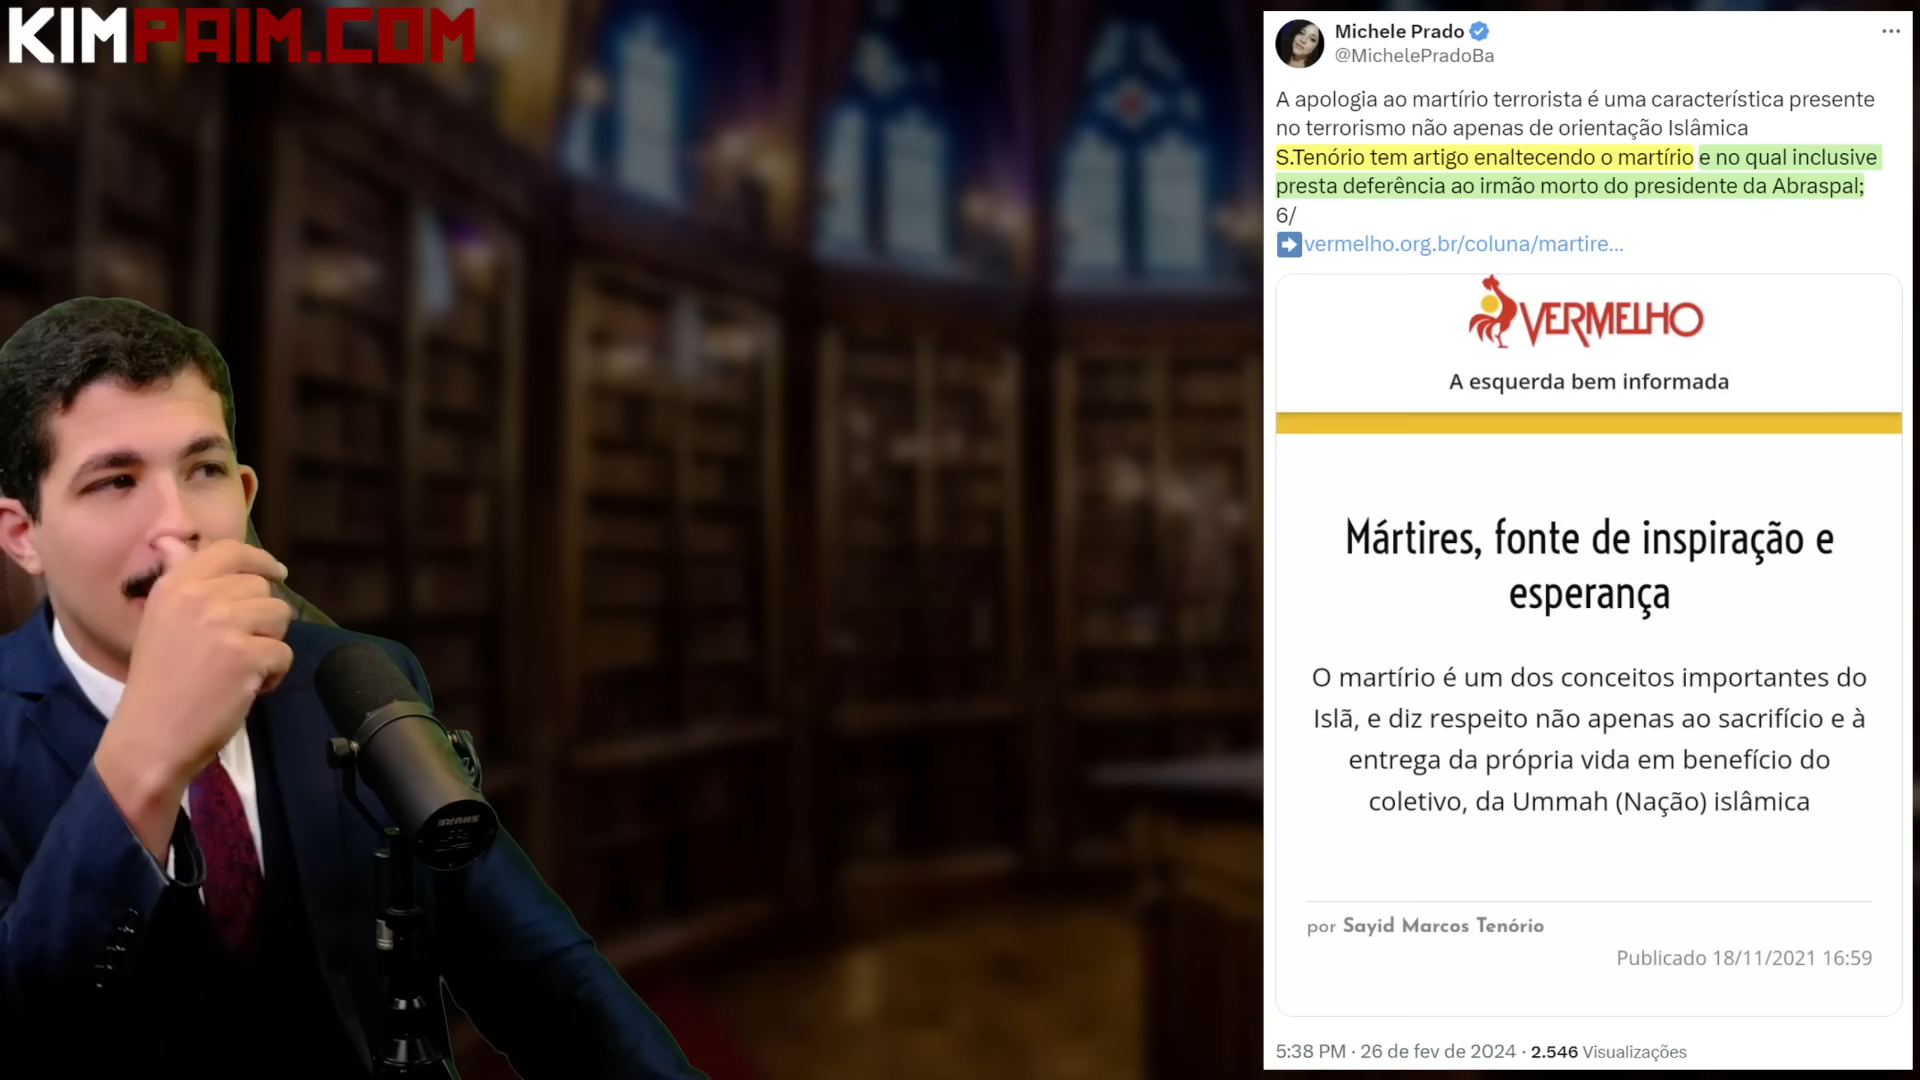 KIMPAIM.COM
Michele Prado
@MichelePradoBa
A apologia ao martírio terrorista é uma característica presente
no terrorismo não apenas de orientação Islâmica
S.Tenório tem artigo enaltecendo o martírio e no qual inclusive
presta deferência ao irmão morto do presidente da Abraspal;
6/
vermelho.org.br/coluna/martire...
VERMELHO
A esquerda bem informada
Mártires, fonte de inspiração e
esperança
O martírio é um dos conceitos importantes do
Islã, e diz respeito não apenas ao sacrifício e à
entrega da própria vida em benefício do
coletivo, da Ummah (Nação) islâmica
por Sayid Marcos Tenório
Publicado 18/11/2021 16:59
5:38 PM · 26 de fev de 2024 · 2.546 Visualizações
SHURE